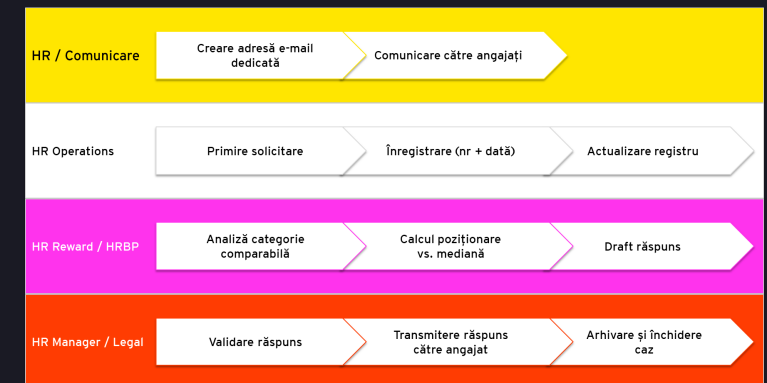 HR / Comunicare
Creare adresă e-mail
dedicată
Comunicare către angajați
HR Operations
Primire solicitare
Înregistrare (nr + dată)
Actualizare registru
HR Reward / HRBP
Analiză categorie
comparabilă
Calcul poziționare
vs. mediană
Draft răspuns
HR Manager / Legal
Validare răspuns
Transmitere răspuns
către angajat
Arhivare și închidere
caz